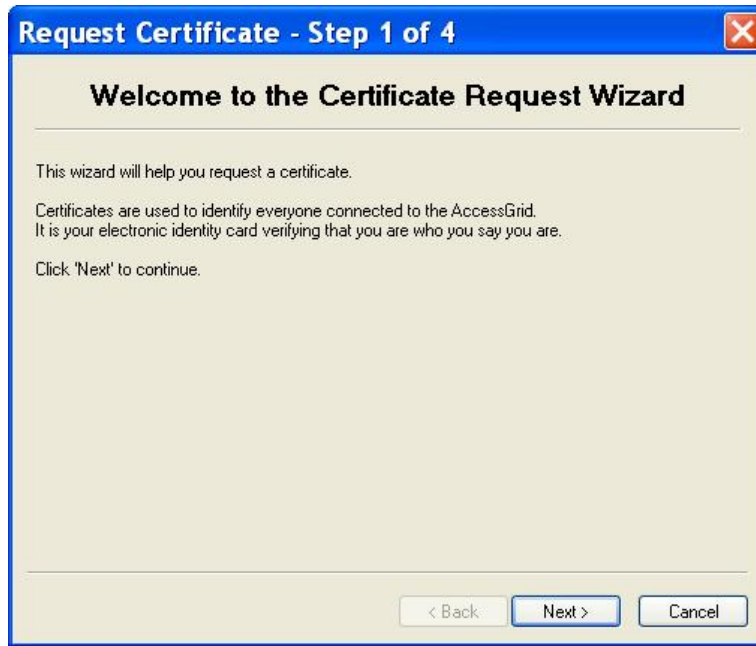 Request Certificate - Step 1 of 4
Welcome to the Certificate Request Wizard
This wizard will help you request a certificate.
Certificates are used to identify everyone connected to the AccessGrid.
It is your electronic identity card verifying that you are who you say you are.
Click 'Next' to continue.
< Back Next > Cancel